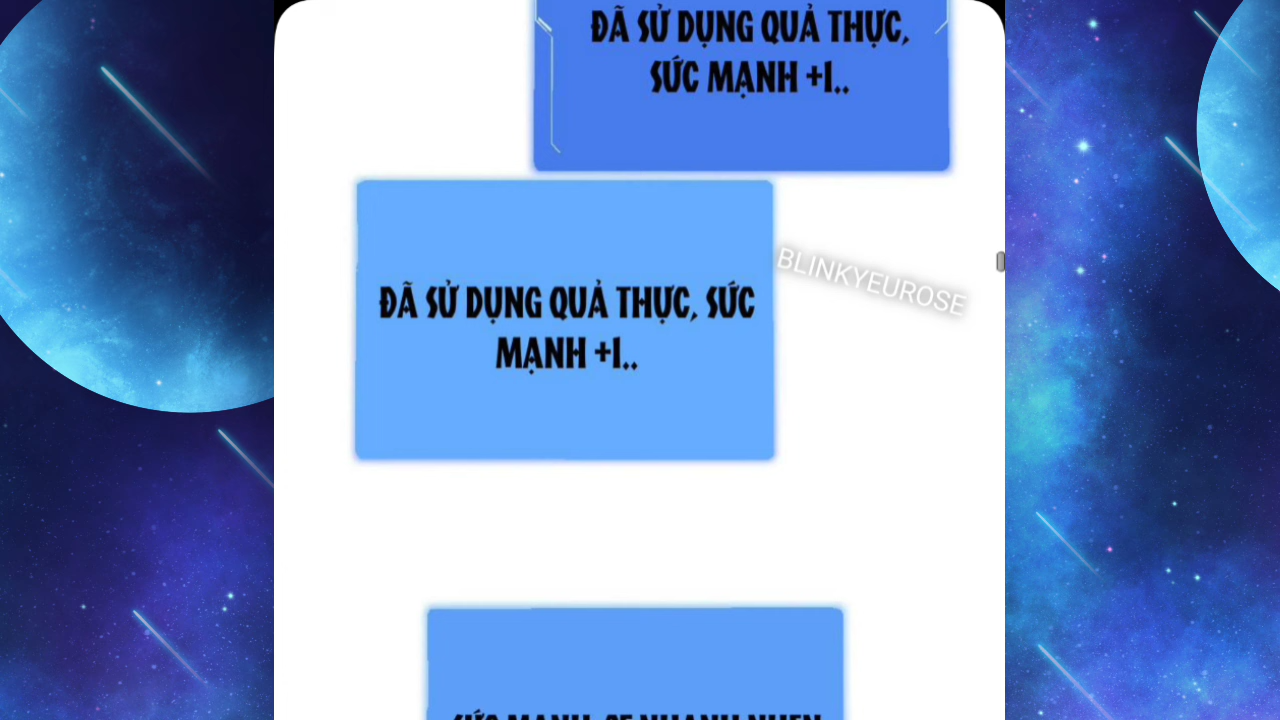 ĐÃ SỬ DỤNG QUẢ THỰC,
SỨC MẠNH +1..
BLINKYEUROSE
ĐÃ SỬ DỤNG QUẢ THỰC, SỨC
MẠNH +1..